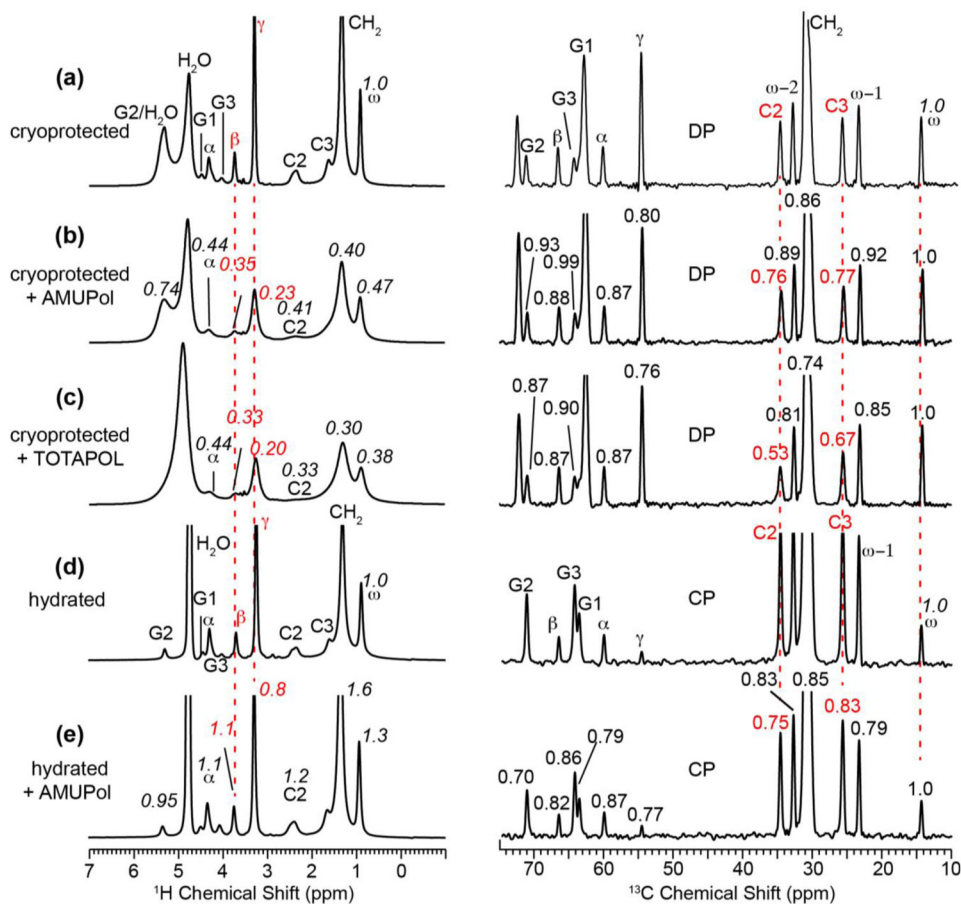 (a)
cryoprotected
G2/H₂O
H₂O
G1
α
G3
β
γ
C2
C3
CH₂
1.0
ω
G2
G3
G1
β
α
γ
DP
CH₂
C2
ω−2
C3
ω−1
1.0
ω
(b)
cryoprotected
+ AMUPol
0.74
0.44
α
0.35
0.23
0.41
C2
0.40
0.47
0.93
0.99
0.88
0.87
0.80
DP
0.76
0.89
0.86
0.77
0.92
1.0
(c)
cryoprotected
+ TOTAPOL
0.44
α
0.33
0.20
0.33
C2
0.30
0.38
0.87
0.90
0.87
0.87
0.76
DP
0.53
0.81
0.74
0.67
0.85
1.0
(d)
hydrated
G2
H₂O
G1
α
G3
β
γ
C2
C3
CH₂
1.0
ω
G2
β
G3
G1
α
γ
CP
C2
C3
ω−1
1.0
ω
(e)
hydrated
+ AMUPol
0.95
1.1
α
1.1
0.8
1.2
C2
1.6
1.3
0.70
0.82
0.86
0.79
0.87
0.77
CP
0.75
0.83
0.85
0.83
0.79
1.0
7 6 5 4 3 2 1 0
¹H Chemical Shift (ppm)
70 60 50 40 30 20 10
¹³C Chemical Shift (ppm)